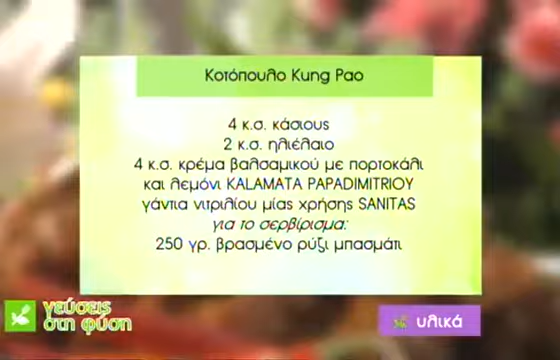 Κοτόπουλο Kung Pao
4 κ.σ. κάσιους
2 κ.σ. ηλιέλαιο
4 κ.σ. κρέμα βαλσαμικού με πορτοκάλι
και λεμόνι KALAMATA PAPADIMITRIOY
γάντια νιτριλίου μίας χρήσης SANITAS
για το σερβίρισμα:
250 γρ. βρασμένο ρύζι μπασμάτι
γεύσεις
στη φύση
υλικά